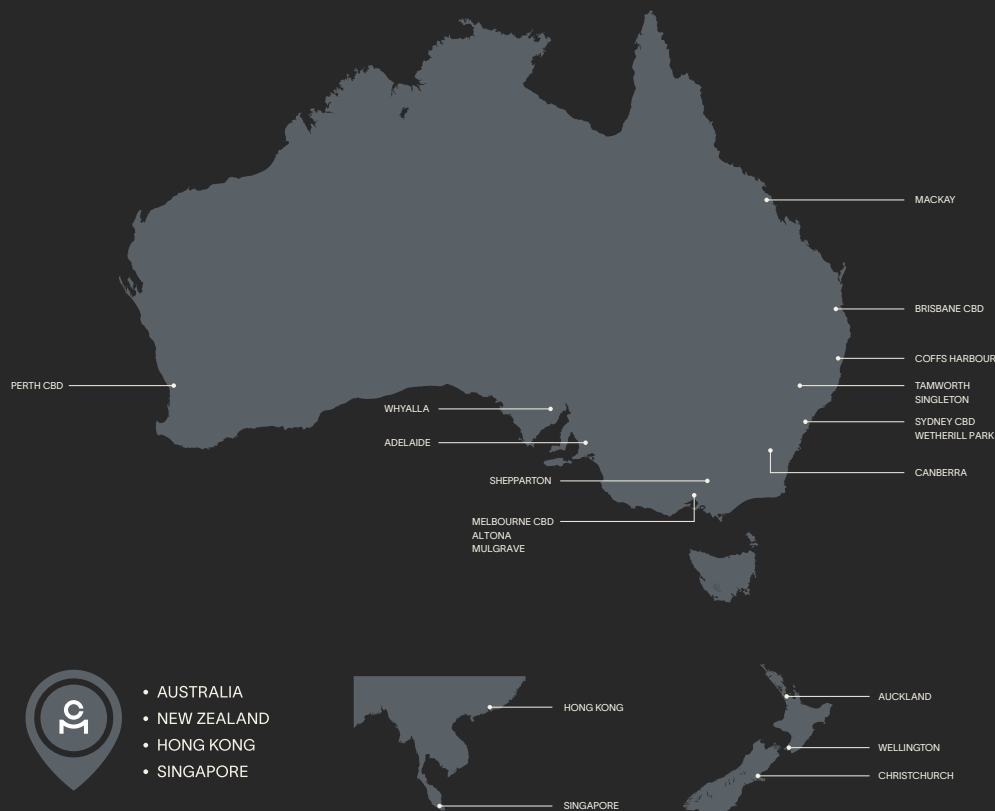 MACKAY
BRISBANE CBD
COFFS HARBOUR
PERTH CBD
TAMWORTH
SINGLETON
WHYALLA
SYDNEY CBD
WETHERILL PARK
ADELAIDE
CANBERRA
SHEPPARTON
MELBOURNE CBD
ALTONA
MULGRAVE
• AUSTRALIA
• NEW ZEALAND
• HONG KONG
• SINGAPORE
HONG KONG
SINGAPORE
AUCKLAND
WELLINGTON
CHRISTCHURCH